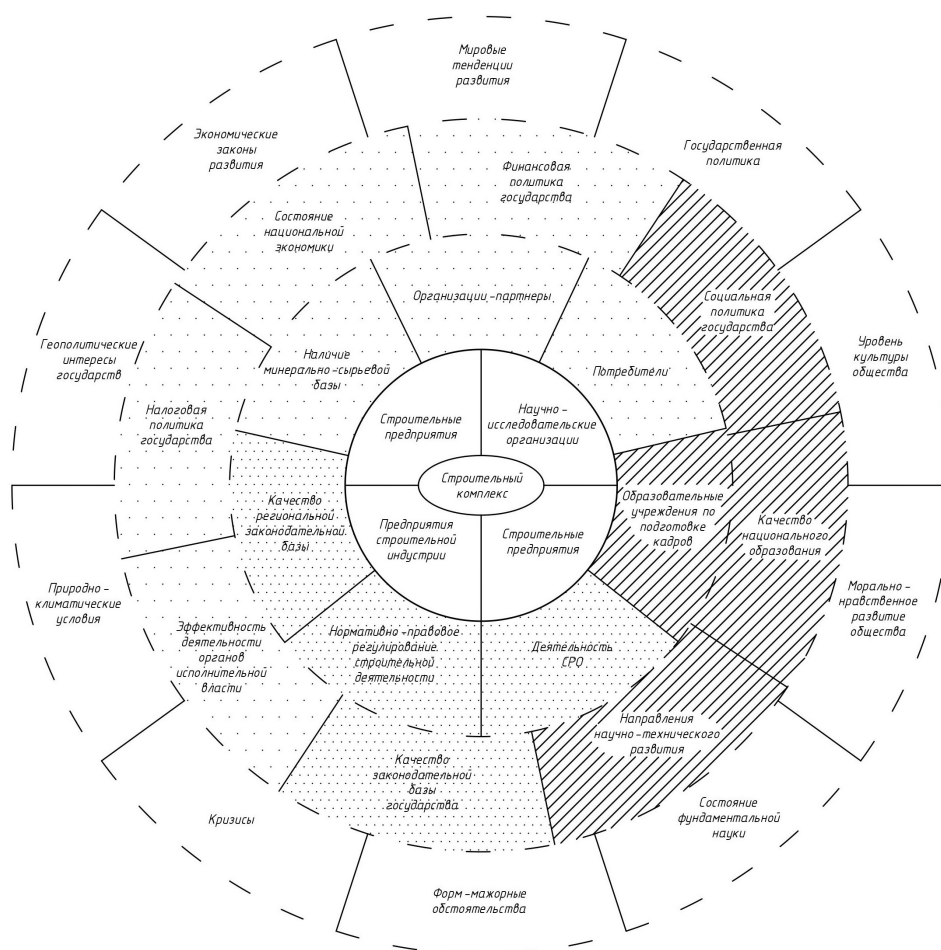 Мировые
тенденции
развития
Экономические
законы
развития
Государственная
политика
Финансовая
политика
государства
Состояние
национальной
экономики
Организации-партнеры
Социальная
политика
государства
Геополитические
интересы
государств
Уровень
культуры
общества
Наличие
минерально-сырьевой
базы
Потребители
Налоговая
политика
государства
Строительные
предприятия
Научно-
исследовательские
организации
Строительный
комплекс
Качество
региональной
законодательной
базы
Предприятия
строительной
индустрии
Строительные
предприятия
Образовательные
учреждения по
подготовке
кадров
Качество
национального
образования
Природно-
климатические
условия
Морально-
нравственное
развитие
общества
Эффективность
деятельности
органов
исполнительной
власти
Нормативно-правовое
регулирование
строительной
деятельности
Деятельность
СРО
Направления
научно-технического
развития
Качество
законодательной
базы
государства
Кризисы
Состояние
фундаментальной
науки
Форм-мажорные
обстоятельства